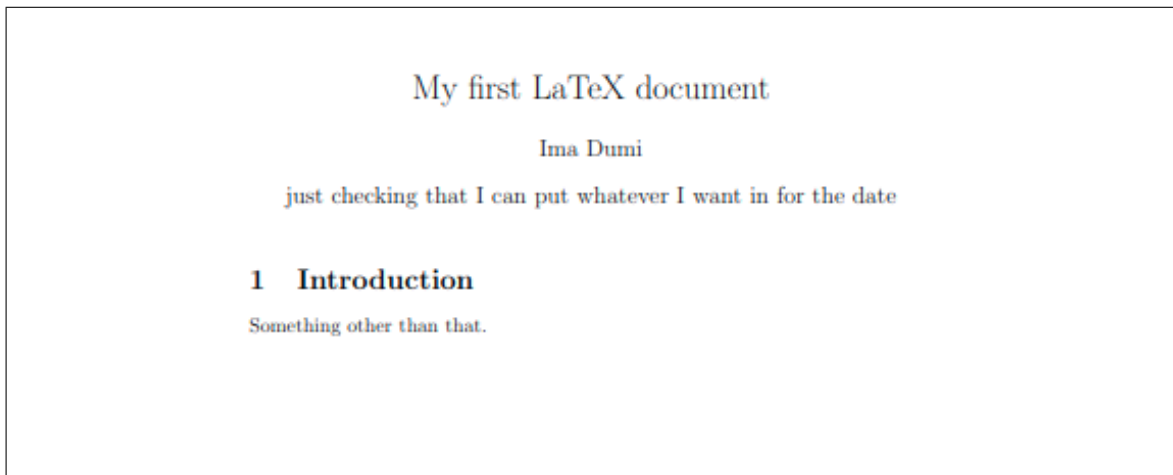 My first LaTeX document
Ima Dumi
just checking that I can put whatever I want in for the date
1 Introduction
Something other than that.